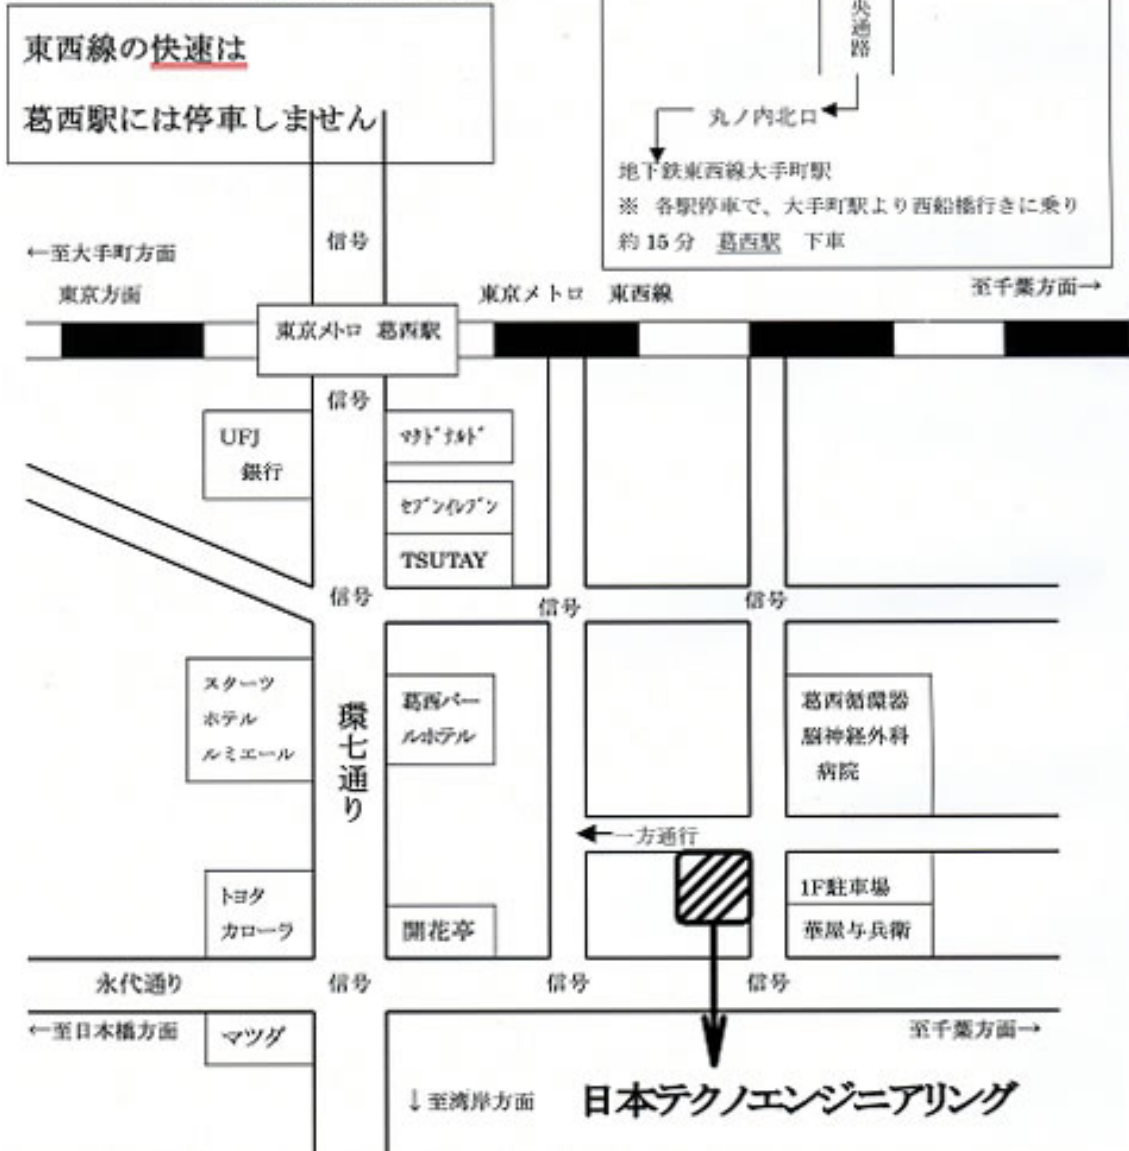 東西線の快速は
葛西駅には停車しません
央通路
丸ノ内北口
地下鉄東西線大手町駅
※ 各駅停車で、大手町駅より西船橋行きに乗り
約15分 葛西駅 下車
信号
←至大手町方面
東京方面
東京メトロ 東西線
至千葉方面→
東京メトロ 葛西駅
信号
UFJ
銀行
マクドナルド
セブンイレブン
TSUTAY
信号
信号
信号
スターツ
ホテル
ルミエール
環七通り
葛西パー
ルホテル
葛西循環器
脳神経外科
病院
←一方通行
トヨタ
カローラ
開花亭
1F駐車場
華屋与兵衛
永代通り
信号
信号
信号
←至日本橋方面
マツダ
至千葉方面→
↓至湾岸方面
日本テクノエンジニアリング